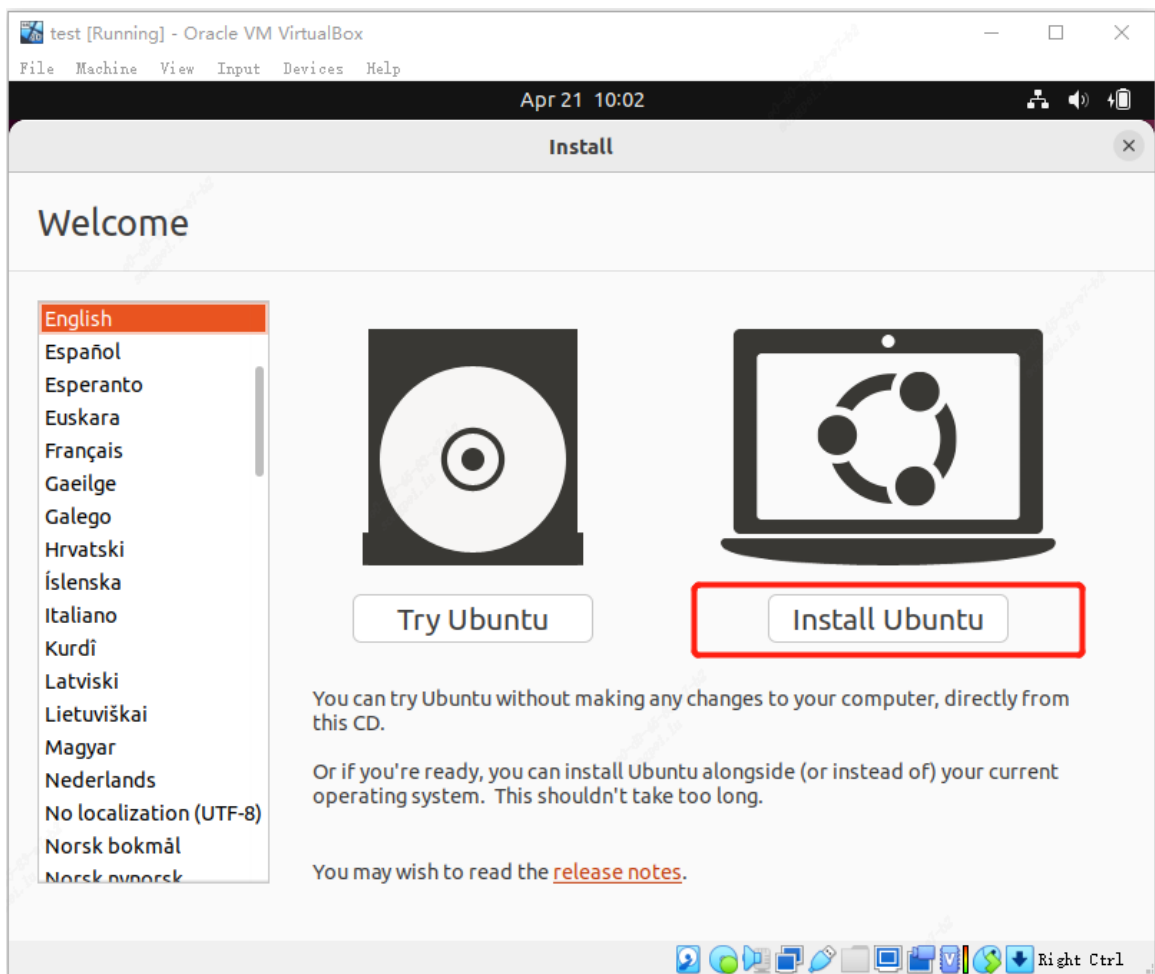 test [Running] - Oracle VM VirtualBox
File Machine View Input Devices Help
Apr 21 10:02
Install
Welcome
English
Español
Esperanto
Euskara
Français
Gaeilge
Galego
Hrvatski
Íslenska
Italiano
Kurdî
Latviski
Lietuviškai
Magyar
Nederlands
No localization (UTF-8)
Norsk bokmål
Norsk nynorsk
Try Ubuntu
Install Ubuntu
You can try Ubuntu without making any changes to your computer, directly from
this CD.
Or if you're ready, you can install Ubuntu alongside (or instead of) your current
operating system. This shouldn't take too long.
You may wish to read the release notes.
Right Ctrl